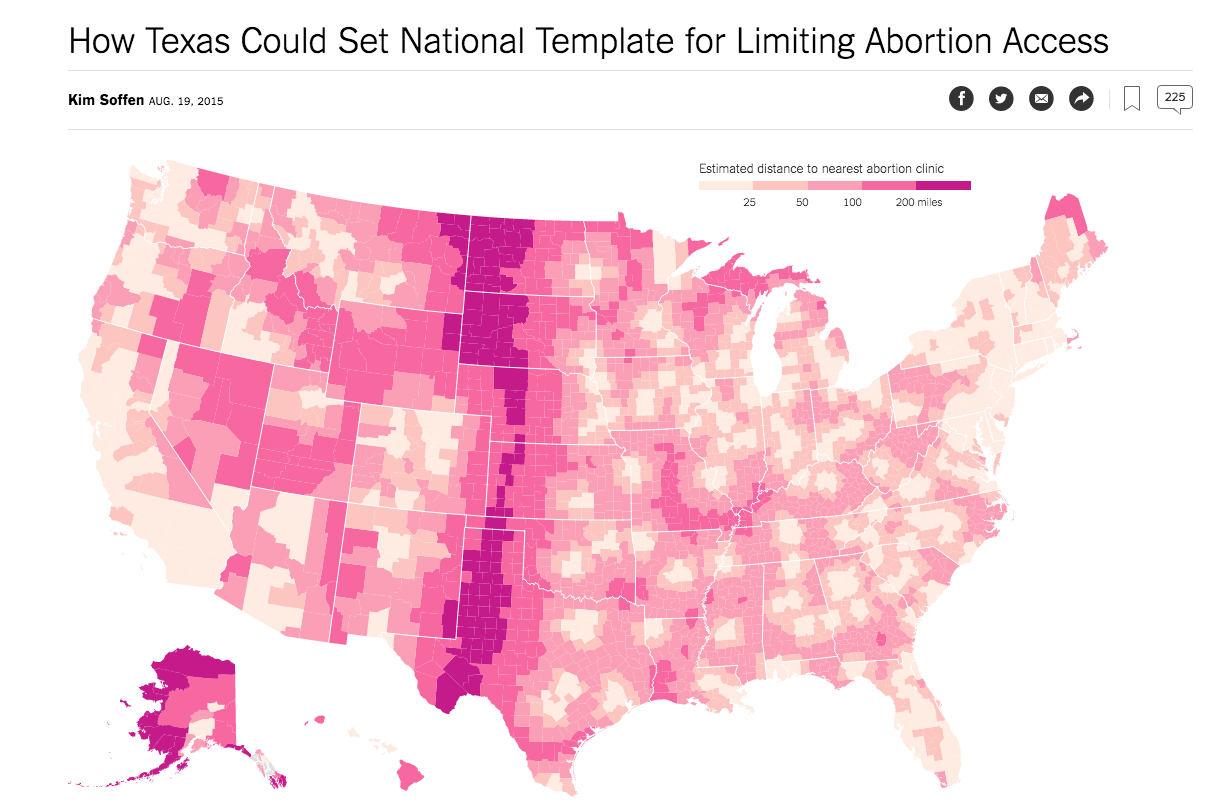 How Texas Could Set National Template for Limiting Abortion Access
Kim Soffen AUG. 19, 2015
225
Estimated distance to nearest abortion clinic
25 50 100 200 miles